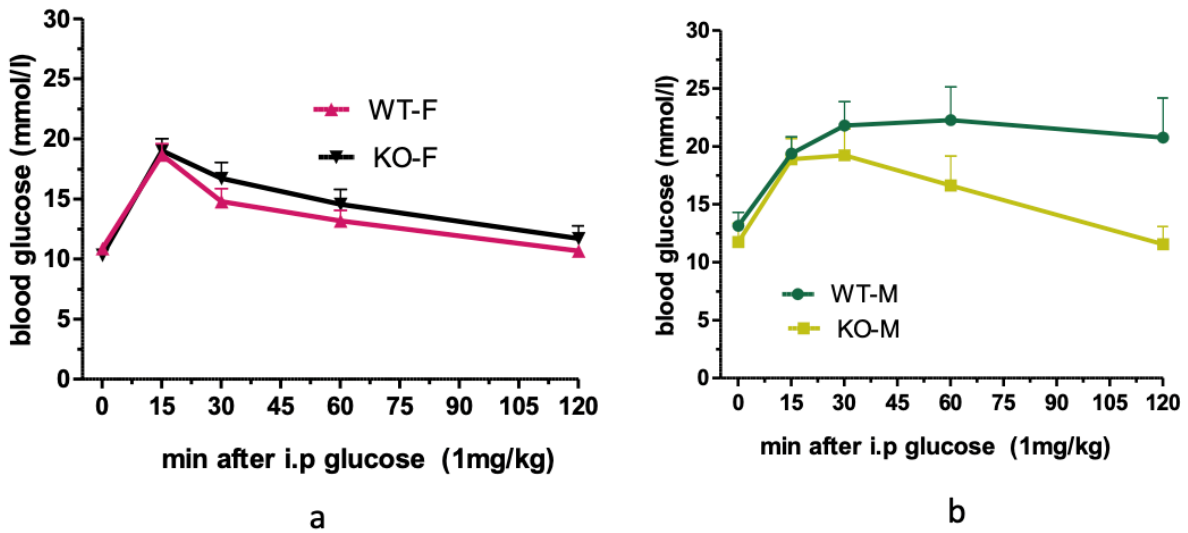 30
25
20
15
10
5
0
blood glucose (mmol/l)
WT-F
KO-F
0 15 30 45 60 75 90 105 120
min after i.p glucose (1mg/kg)
a
30
25
20
15
10
5
0
blood glucose (mmol/l)
WT-M
KO-M
0 15 30 45 60 75 90 105 120
min after i.p glucose (1mg/kg)
b